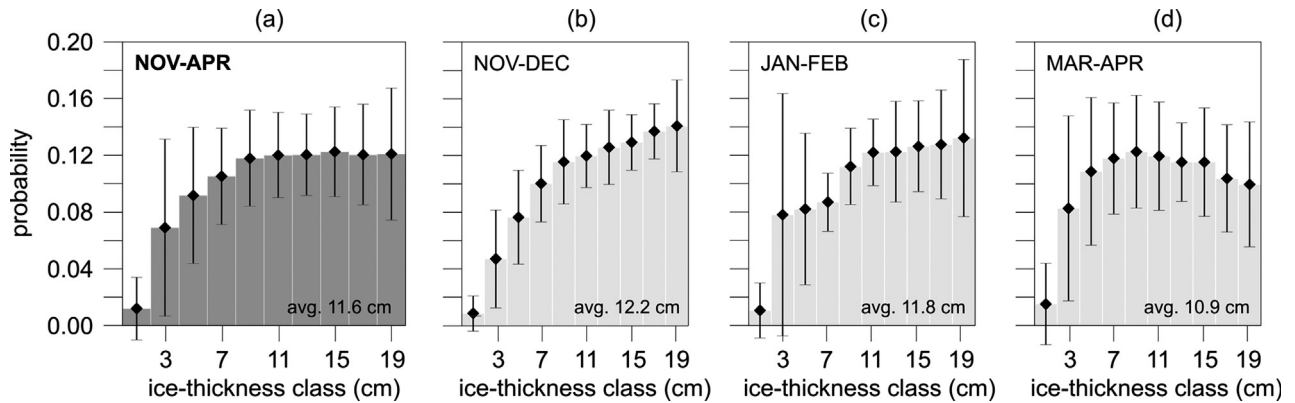 (a) (b) (c) (d)
0.20
0.16
0.12
0.08
0.04
0.00
probability
NOV-APR
avg. 11.6 cm
3 7 11 15 19
ice-thickness class (cm)
NOV-DEC
avg. 12.2 cm
3 7 11 15 19
ice-thickness class (cm)
JAN-FEB
avg. 11.8 cm
3 7 11 15 19
ice-thickness class (cm)
MAR-APR
avg. 10.9 cm
3 7 11 15 19
ice-thickness class (cm)